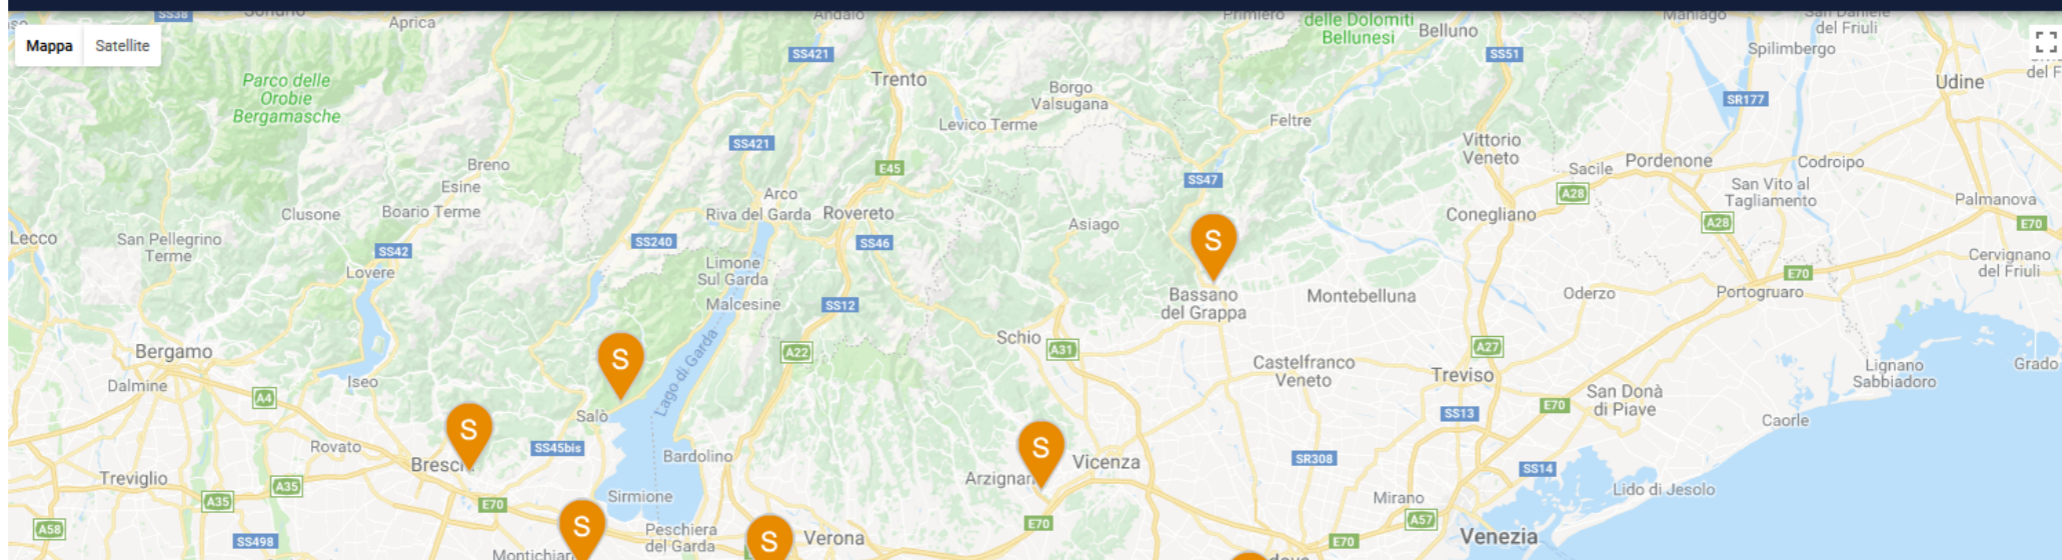 SS38
Aprica
delle Dolomiti
Bellunesi
Belluno
Maniago
del Friuli
Mappa
Satellite
SS421
SS51
Spilimbergo
Trento
Udine
del F
Parco delle
Orobie
Bergamasche
Borgo
Valsugana
SR177
Levico Terme
Feltre
SS421
Vittorio
Veneto
Breno
E45
SS47
Sacile
Pordenone
Codroipo
Esine
Arco
A28
San Vito al
Tagliamento
Palmanova
Clusone
Boario Terme
Riva del Garda
Rovereto
Asiago
Conegliano
A28
E70
Lecco
San Pellegrino
Terme
SS42
SS240
SS46
S
Lovere
Limone
Sul Garda
E70
Cervignano
del Friuli
Malcesine
SS12
Bassano
del Grappa
Montebelluna
Oderzo
Portogruaro
Bergamo
Schio
A31
A27
S
A22
Castelfranco
Veneto
Treviso
Lignano
Sabbiadoro
Grado
Dalmine
Iseo
A4
Lago di Garda
San Donà
di Piave
E70
Salò
SS13
Caorle
S
Rovato
SS45bis
Bardolino
S
Vicenza
SR308
Brescia
Treviglio
A35
A35
Arzignan
SS14
Lido di Jesolo
Sirmione
E70
Mirano
A58
SS498
S
Peschiera
del Garda
S
Verona
E70
A57
E70
Venezia
Montichiari